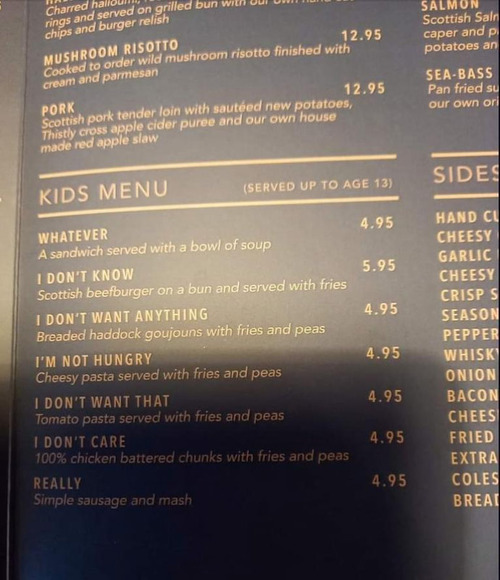 Charred halloumi,
rings and served on grilled bun with our own
chips and burger relish
MUSHROOM RISOTTO 12.95
Cooked to order wild mushroom risotto finished with
cream and parmesan
PORK 12.95
Scottish pork tender loin with sautéed new potatoes,
Thistly cross apple cider puree and our own house
made red apple slaw
KIDS MENU (SERVED UP TO AGE 13)
WHATEVER 4.95
A sandwich served with a bowl of soup
I DON'T KNOW 5.95
Scottish beefburger on a bun and served with fries
I DON'T WANT ANYTHING 4.95
Breaded haddock goujouns with fries and peas
I'M NOT HUNGRY 4.95
Cheesy pasta served with fries and peas
I DON'T WANT THAT 4.95
Tomato pasta served with fries and peas
I DON'T CARE 4.95
100% chicken battered chunks with fries and peas
REALLY 4.95
Simple sausage and mash
SALMON
Scottish Sal
caper and p
potatoes an
SEA-BASS
Pan fried su
our own or
SIDES
HAND CU
CHEESY
GARLIC
CHEESY
CRISP S
SEASON
PEPPER
WHISK
ONION
BACON
CHEES
FRIED
EXTRA
COLES
BREA